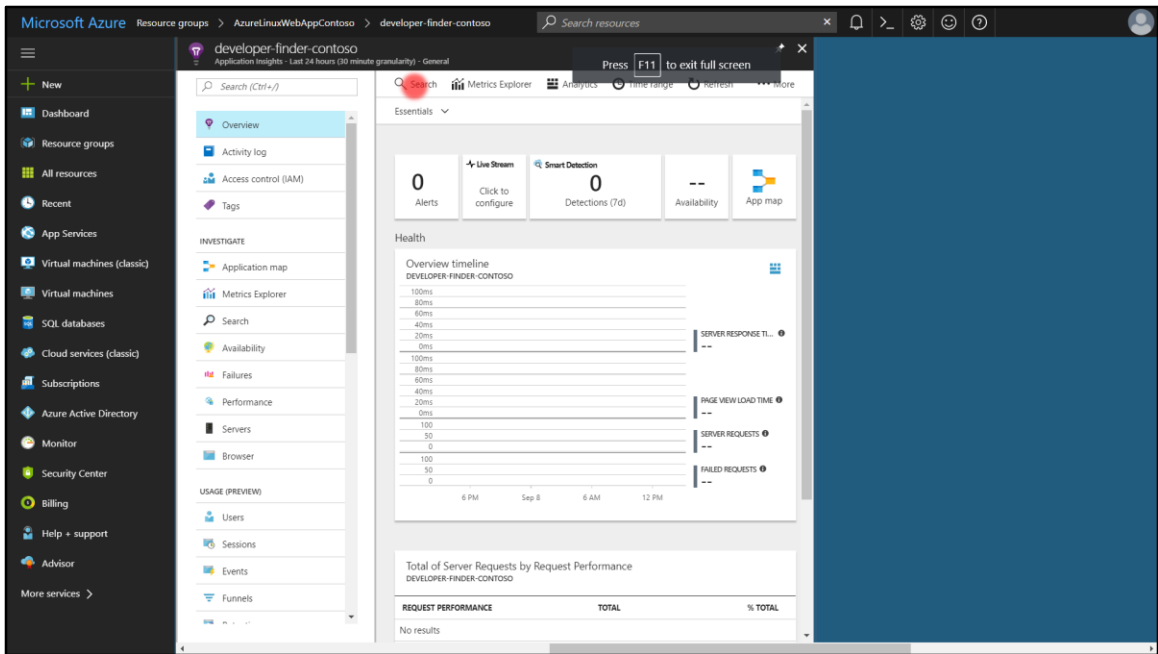 Microsoft Azure Resource groups > AzureLinuxWebAppContoso > developer-finder-contoso Search resources
developer-finder-contoso
Application Insights - Last 24 hours (30 minute granularity) - General
Press F11 to exit full screen
New
Dashboard
Resource groups
All resources
Recent
App Services
Virtual machines (classic)
Virtual machines
SQL databases
Cloud services (classic)
Subscriptions
Azure Active Directory
Monitor
Security Center
Billing
Help + support
Advisor
More services >
Search (Ctrl+/)
Overview
Activity log
Access control (IAM)
Tags
INVESTIGATE
Application map
Metrics Explorer
Search
Availability
Failures
Performance
Servers
Browser
USAGE (PREVIEW)
Users
Sessions
Events
Funnels
Search Metrics Explorer Analytics Time range Refresh More
Essentials
0
Alerts
Live Stream
Click to
configure
Smart Detection
0
Detections (7d)
--
Availability
App map
Health
Overview timeline
DEVELOPER-FINDER-CONTOSO
100ms
80ms
60ms
40ms
20ms
0ms
SERVER RESPONSE TI...
--
100ms
80ms
60ms
40ms
20ms
0ms
PAGE VIEW LOAD TIME
--
100
50
0
SERVER REQUESTS
--
100
50
0
FAILED REQUESTS
--
6 PM Sep 8 6 AM 12 PM
Total of Server Requests by Request Performance
DEVELOPER-FINDER-CONTOSO
REQUEST PERFORMANCE TOTAL % TOTAL
No results